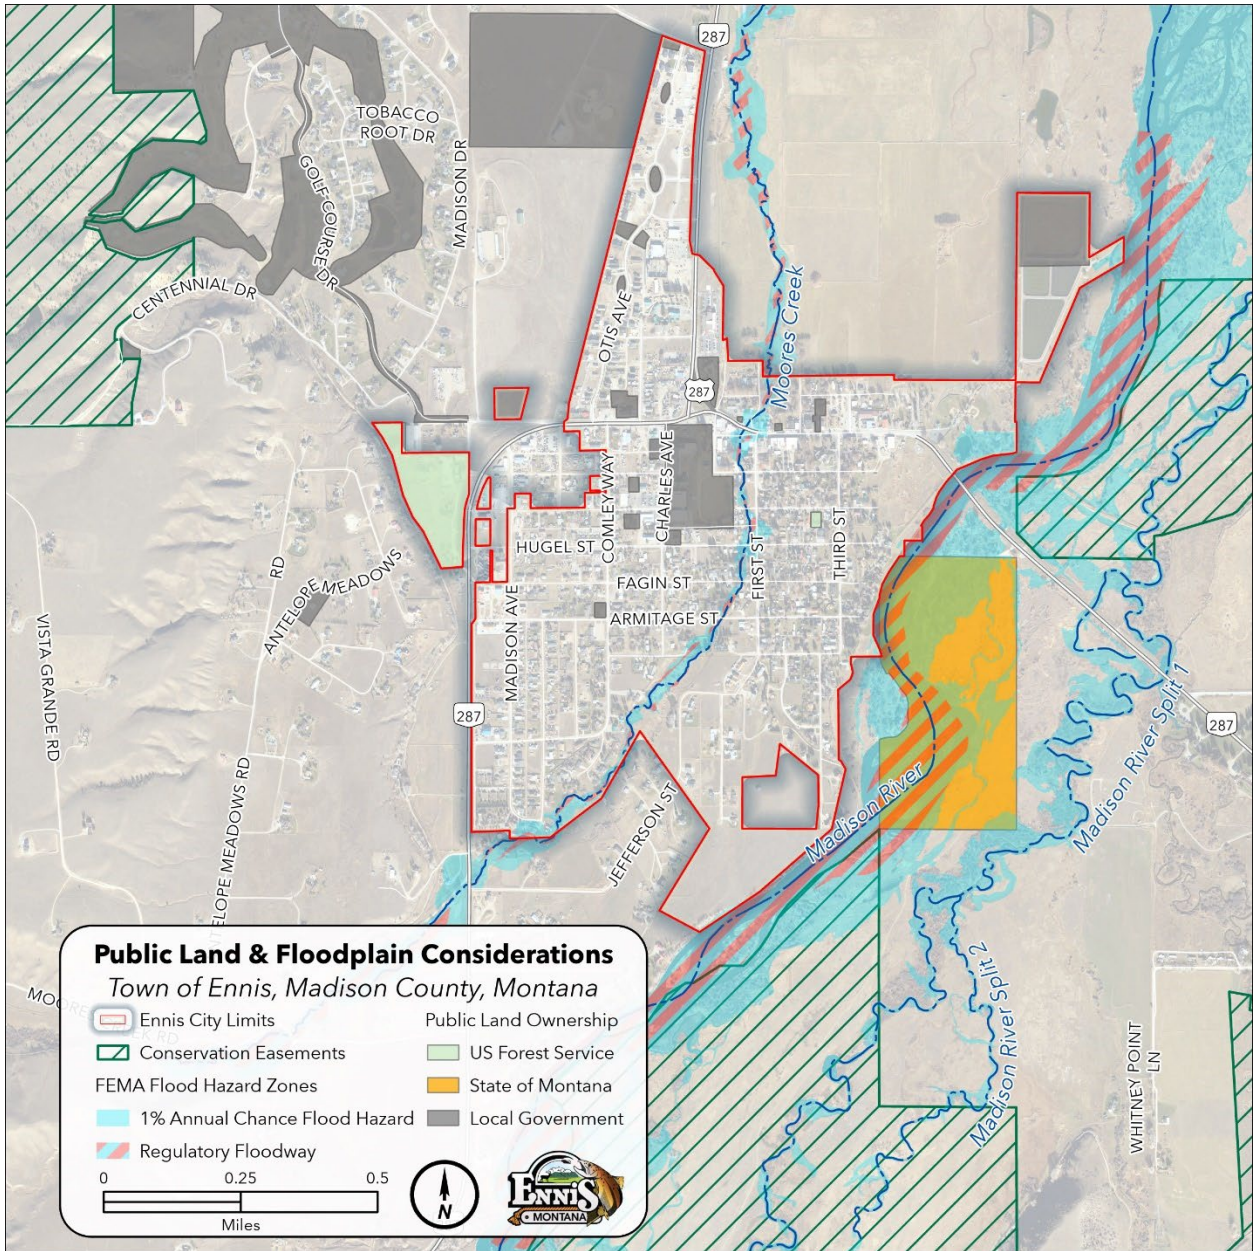 287
TOBACCO
ROOT DR
GOLF COURSE DR
MADISON DR
CENTENNIAL DR
OTIS AVE
Moores Creek
287
COMLEY WAY
CHARLES AVE
HUGEL ST
FIRST ST
THIRD ST
ANTELOPE MEADOWS
RD
FAGIN ST
ARMITAGE ST
MADISON AVE
VISTA GRANDE RD
287
287
Madison River Split 1
JEFFERSON ST
Madison River
ANTELOPE MEADOWS RD
Madison River Split 2
WHITNEY POINT
LN
Public Land & Floodplain Considerations
Town of Ennis, Madison County, Montana
Ennis City Limits
Conservation Easements
FEMA Flood Hazard Zones
1% Annual Chance Flood Hazard
Regulatory Floodway
Public Land Ownership
US Forest Service
State of Montana
Local Government
0 0.25 0.5
Miles
N
ENNIS
MONTANA